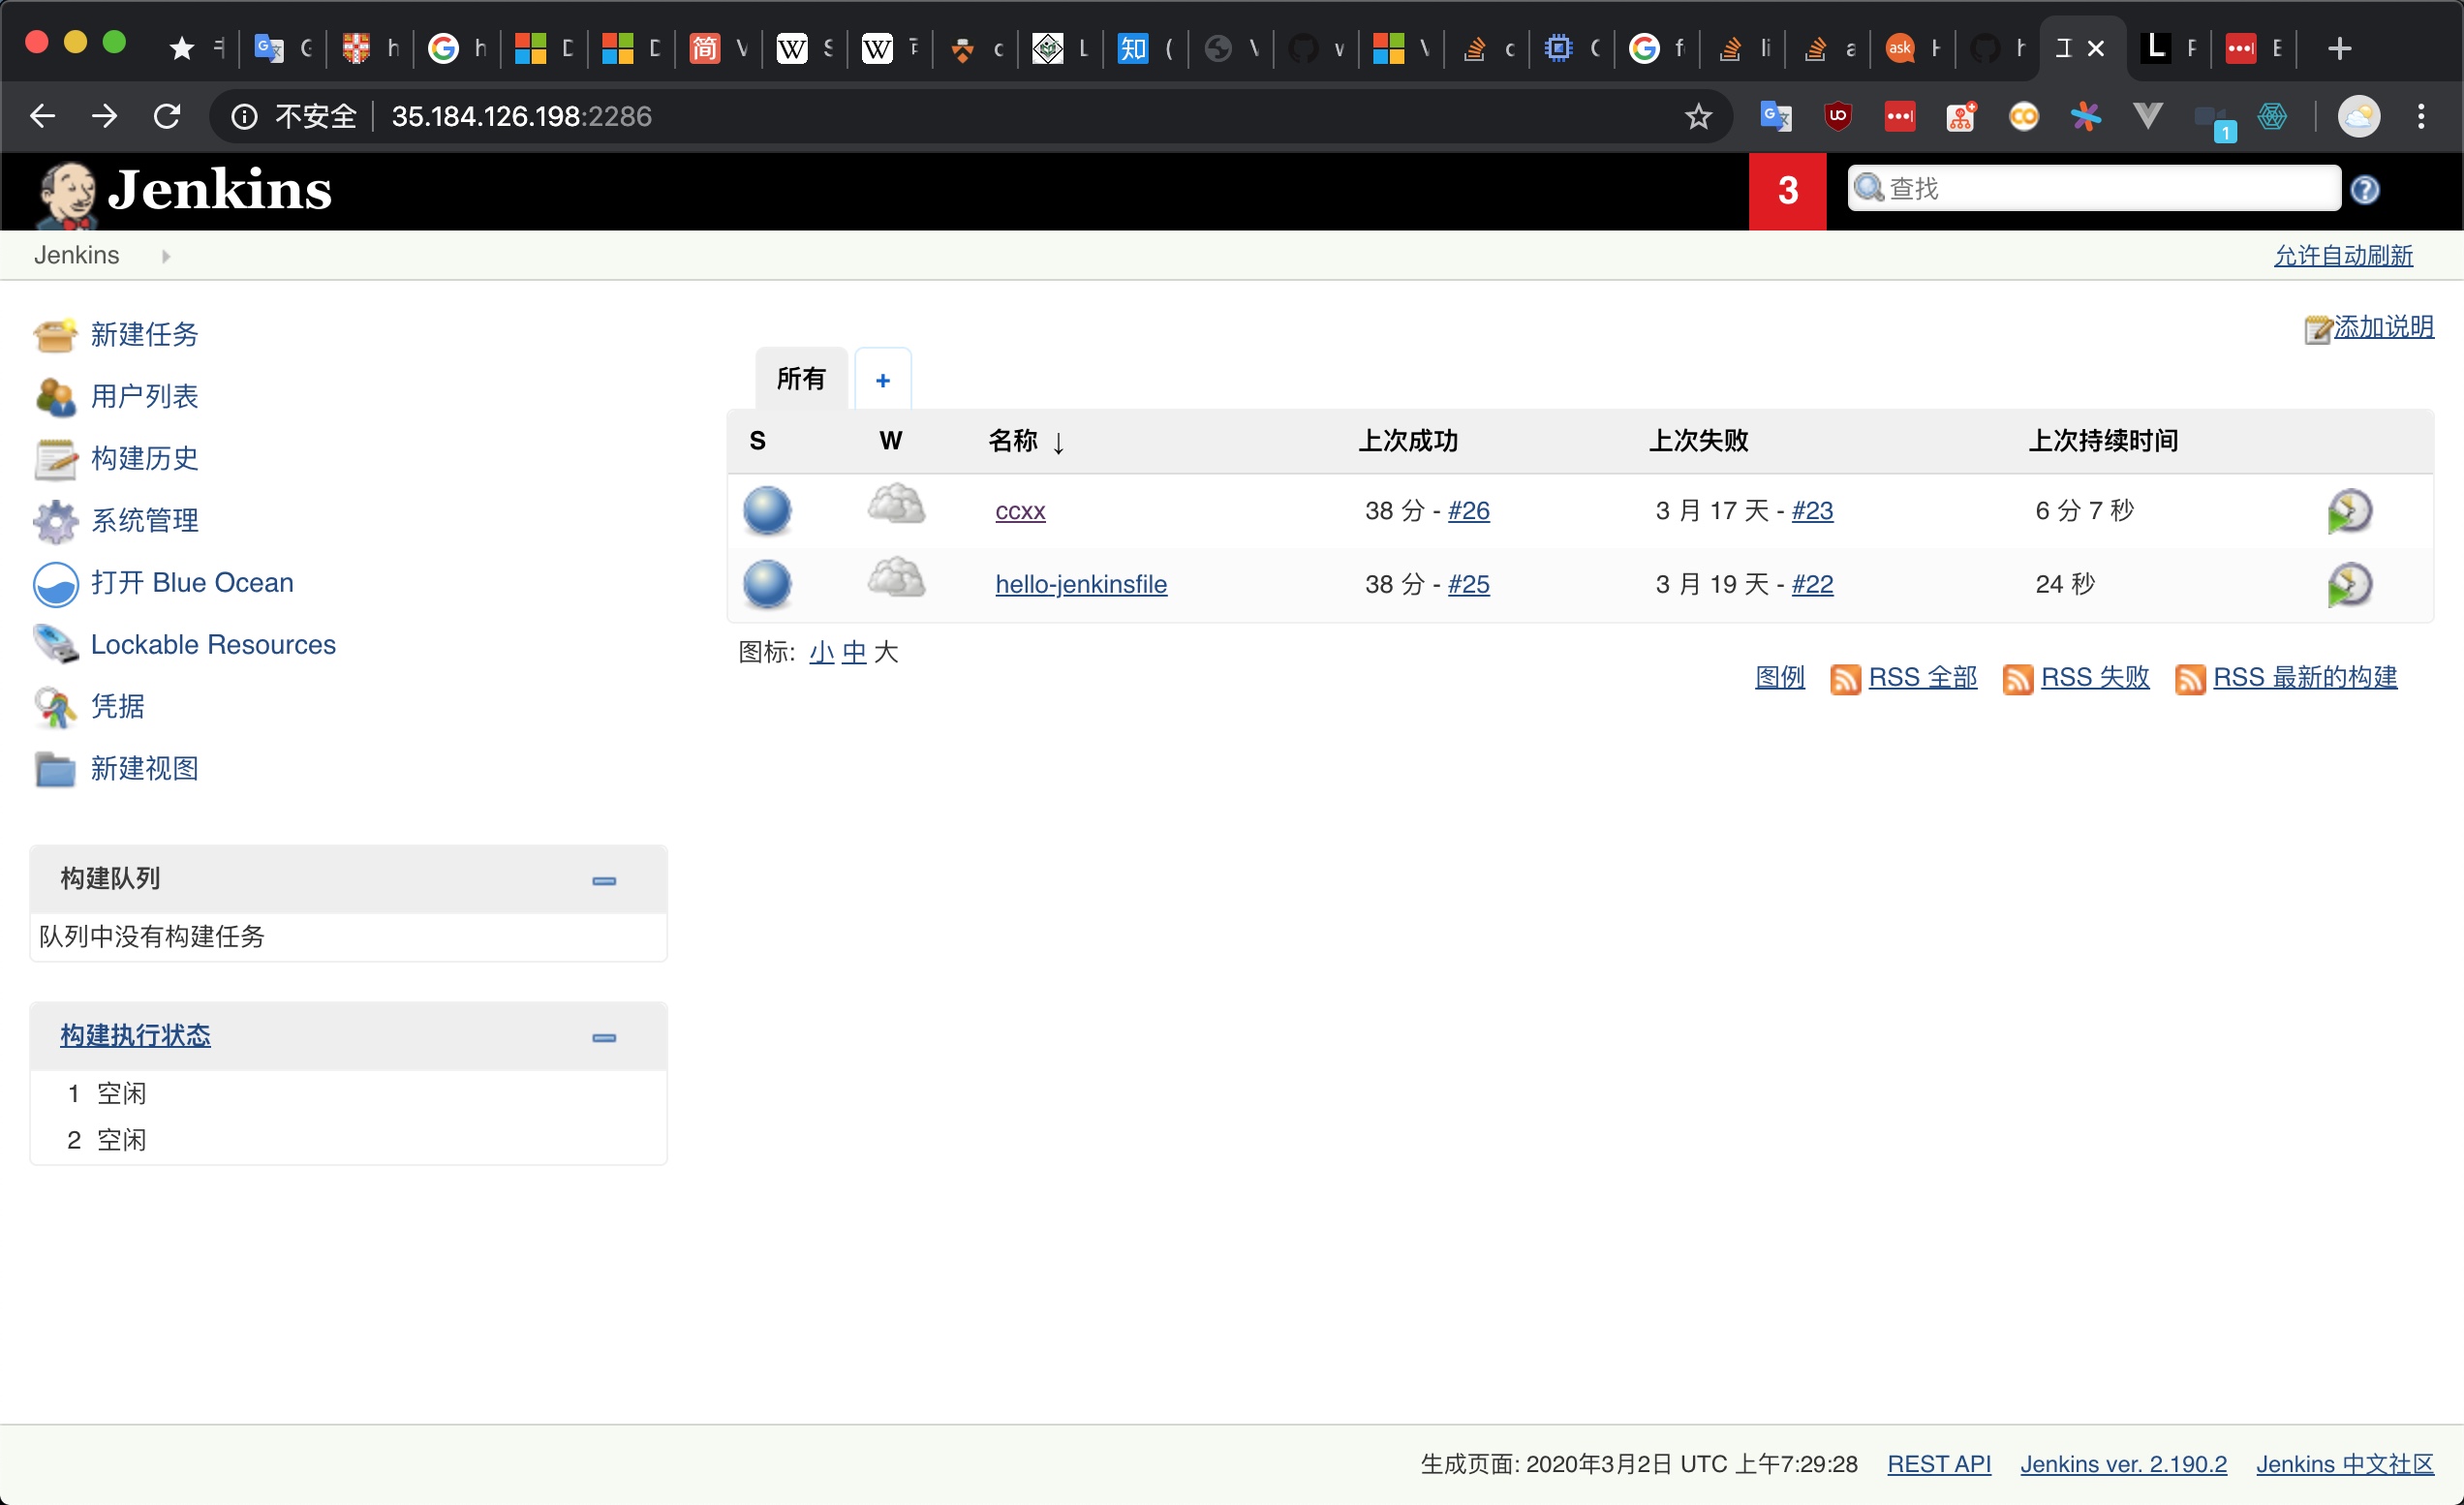 不安全 35.184.126.198:2286
Jenkins
3
查找
Jenkins
允许自动刷新
新建任务
用户列表
构建历史
系统管理
打开 Blue Ocean
Lockable Resources
凭据
新建视图
构建队列
队列中没有构建任务
构建执行状态
1 空闲
2 空闲
添加说明
所有 +
S W 名称 ↓ 上次成功 上次失败 上次持续时间
ccxx 38 分 - #26 3 月 17 天 - #23 6 分 7 秒
hello-jenkinsfile 38 分 - #25 3 月 19 天 - #22 24 秒
图标: 小 中 大
图例 RSS 全部 RSS 失败 RSS 最新的构建
生成页面: 2020年3月2日 UTC 上午7:29:28 REST API Jenkins ver. 2.190.2 Jenkins 中文社区